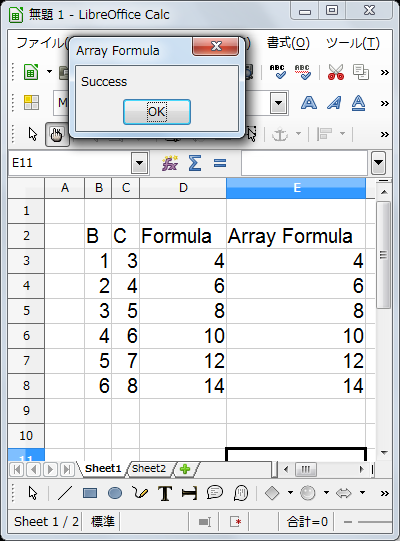 無題 1 - LibreOffice Calc
ファイル
書式(O) ツール(T)
Array Formula
Success
OK
ABC ABC
M
A A A
E11
A B C D E
1
2 B C Formula Array Formula
3 1 3 4 4
4 2 4 6 6
5 3 5 8 8
6 4 6 10 10
7 5 7 12 12
8 6 8 14 14
9
10
11
Sheet1 Sheet2
T
Sheet 1 / 2 標準 合計=0